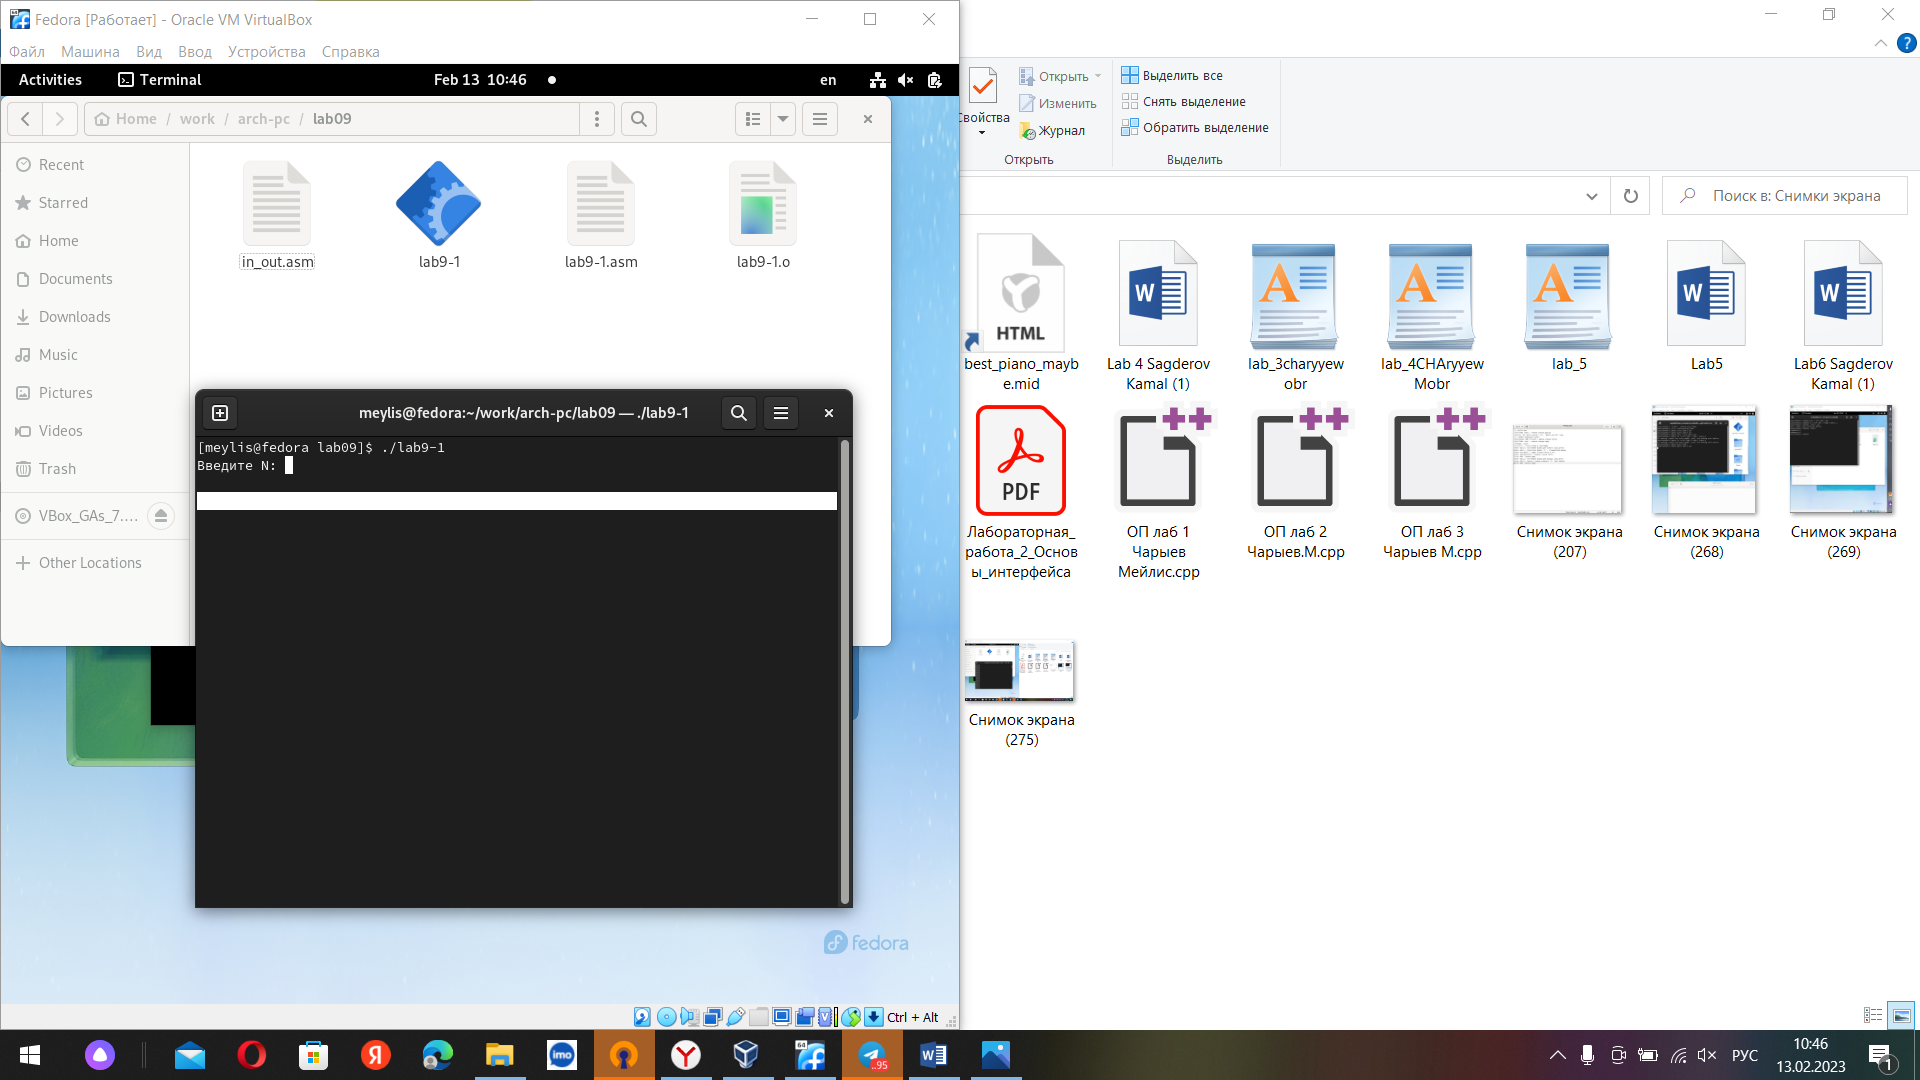 Fedora [Работает] - Oracle VM VirtualBox
Файл Машина Вид Ввод Устройства Справка
Activities Terminal Feb 13 10:46 en
Home / work / arch-pc / lab09
Recent
Starred
Home
Documents
Downloads
Music
Pictures
Videos
Trash
VBox_GAs_7....
Other Locations
in_out.asm lab9-1 lab9-1.asm lab9-1.o
meylis@fedora:~/work/arch-pc/lab09 — ./lab9-1
[meylis@fedora lab09]$ ./lab9-1
Введите N:
fedora
Ctrl + Alt
Свойства
Открыть
Изменить
Журнал
Открыть
Выделить все
Снять выделение
Обратить выделение
Выделить
Поиск в: Снимки экрана
HTML
best_piano_mayb
e.mid
Lab 4 Sagderov
Kamal (1)
lab_3charyyew
obr
lab_4CHAryyew
Mobr
lab_5
Lab5
Lab6 Sagderov
Kamal (1)
PDF
Лабораторная_
работа_2_Основ
ы_интерфейса
ОП лаб 1
Чарыев
Мейлис.cpp
ОП лаб 2
Чарыев.М.cpp
ОП лаб 3
Чарыев М.cpp
Снимок экрана
(207)
Снимок экрана
(268)
Снимок экрана
(269)
Снимок экрана
(275)
imo
64
..95
РУС
10:46
13.02.2023
1